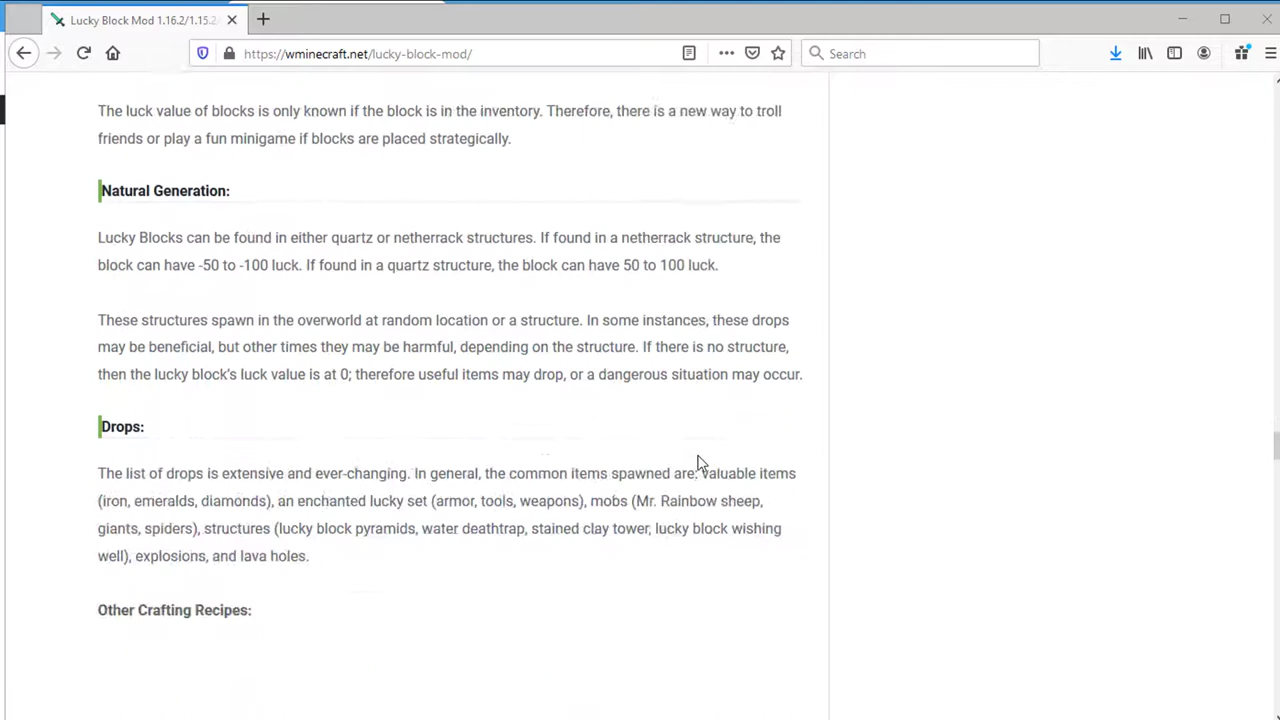 Lucky Block Mod 1.16.2/1.15.2
https://wminecraft.net/lucky-block-mod/
Search
The luck value of blocks is only known if the block is in the inventory. Therefore, there is a new way to troll
friends or play a fun minigame if blocks are placed strategically.
Natural Generation:
Lucky Blocks can be found in either quartz or netherrack structures. If found in a netherrack structure, the
block can have -50 to -100 luck. If found in a quartz structure, the block can have 50 to 100 luck.
These structures spawn in the overworld at random location or a structure. In some instances, these drops
may be beneficial, but other times they may be harmful, depending on the structure. If there is no structure,
then the lucky block's luck value is at 0; therefore useful items may drop, or a dangerous situation may occur.
Drops:
The list of drops is extensive and ever-changing. In general, the common items spawned are: valuable items
(iron, emeralds, diamonds), an enchanted lucky set (armor, tools, weapons), mobs (Mr. Rainbow sheep,
giants, spiders), structures (lucky block pyramids, water deathtrap, stained clay tower, lucky block wishing
well), explosions, and lava holes.
Other Crafting Recipes: